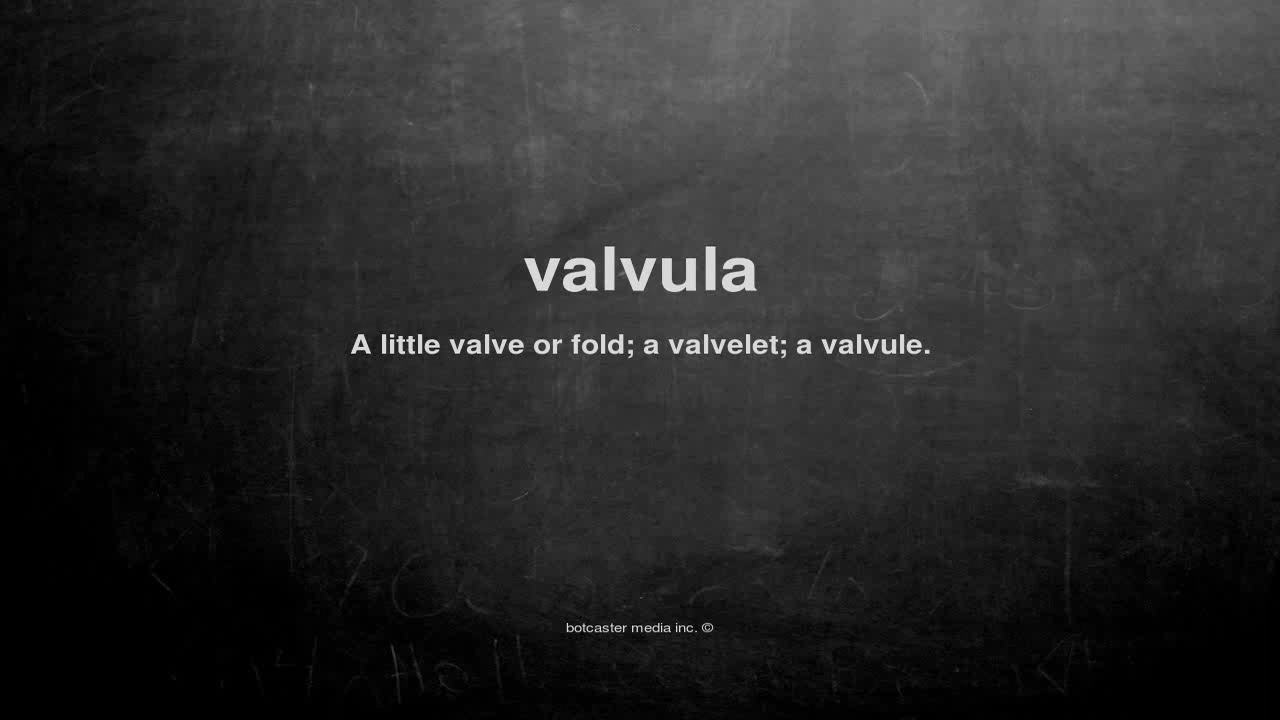 valvula
A little valve or fold; a valvelet; a valvule.
botcaster media inc. ©